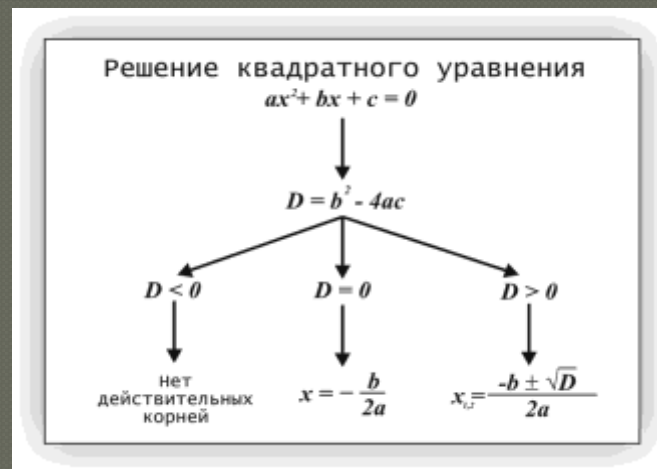 Решение квадратного уравнения
ax²+ bx + c = 0
D = b² - 4ac
D < 0
D = 0
D > 0
Нет действительных корней
x = - b/2a
x₁,₂= -b ± √D/2a